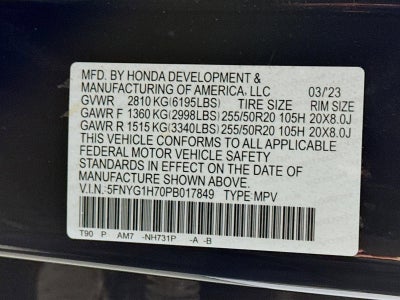 MFD. BY HONDA DEVELOPMENT &
MANUFACTURING OF AMERICA, LLC 03/'23
GVWR 2810 KG(6195LBS) TIRE SIZE RIM SIZE
GAWR F 1360 KG(2998LBS) 255/50R20 105H 20X8.0J
GAWR R 1515 KG(3340LBS) 255/50R20 105H 20X8.0J
THIS VEHICLE CONFORMS TO ALL APPLICABLE
FEDERAL MOTOR VEHICLE SAFETY
STANDARDS IN EFFECT ON THE DATE OF
MANUFACTURE SHOWN ABOVE.
V.I.N.:5FNYG1H70PB017849 TYPE:MPV
T90 P AM7 -NH731P -A -B